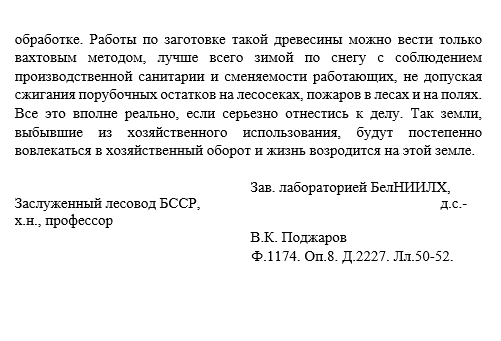 обработке. Работы по заготовке такой древесины можно вести только
вахтовым методом, лучше всего зимой по снегу с соблюдением
производственной санитарии и сменяемости работающих, не допуская
сжигания порубочных остатков на лесосеках, пожаров в лесах и на полях.
Все это вполне реально, если серьезно отнестись к делу. Так земли,
выбывшие из хозяйственного использования, будут постепенно
вовлекаться в хозяйственный оборот и жизнь возродится на этой земле.
Зав. лабораторией БелНИИЛХ,
Заслуженный лесовод БССР, д.с.-
х.н., профессор
В.К. Поджаров
Ф.1174. Оп.8. Д.2227. Лл.50-52.